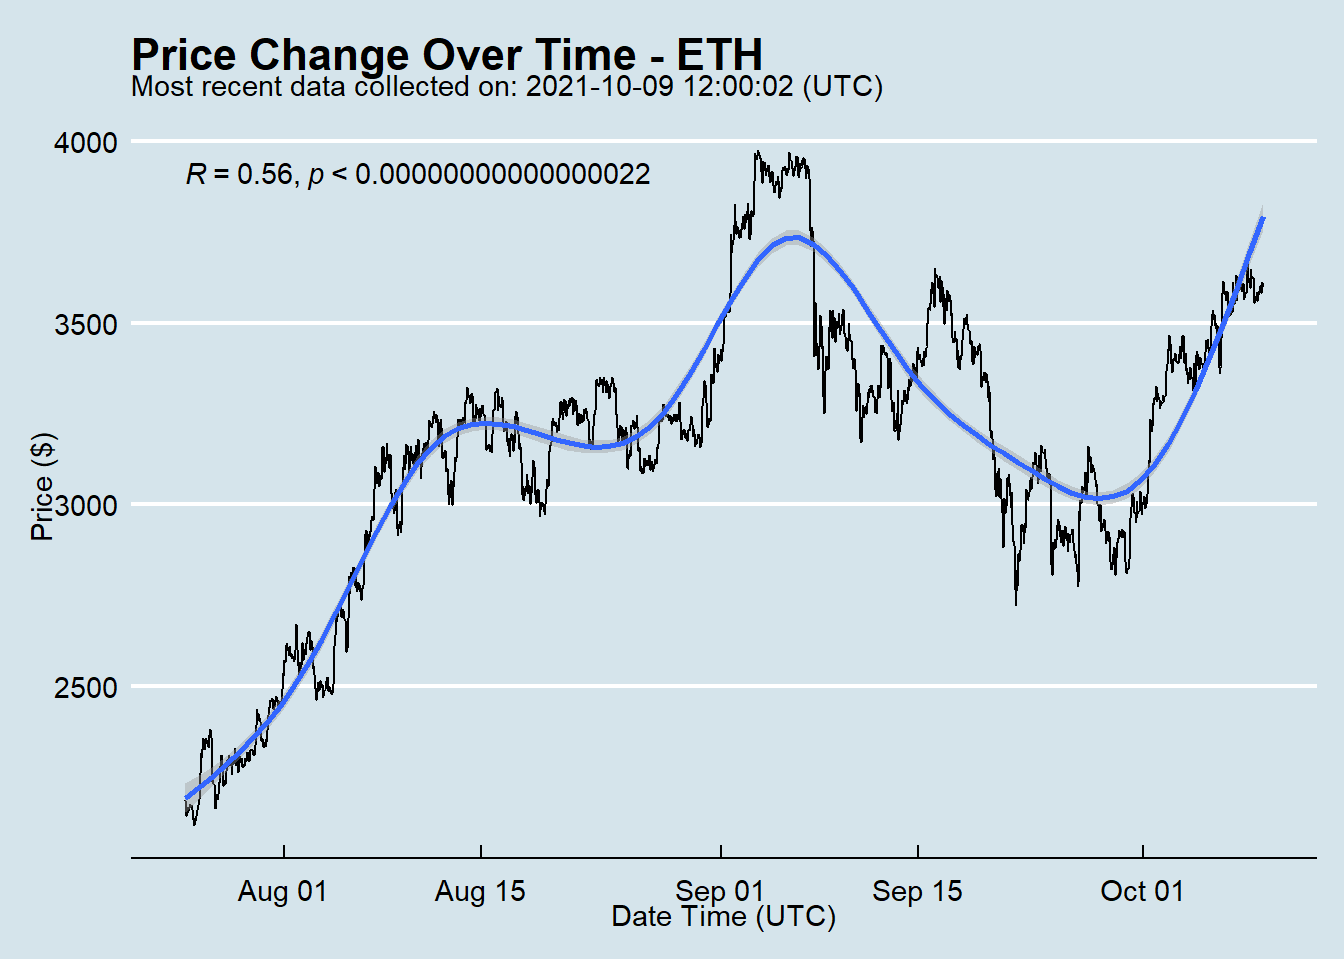 Price Change Over Time - ETH
Most recent data collected on: 2021-10-09 12:00:02 (UTC)
R = 0.56, p < 0.00000000000000022
4000
3500
3000
2500
Price ($)
Aug 01 Aug 15 Sep 01 Sep 15 Oct 01
Date Time (UTC)